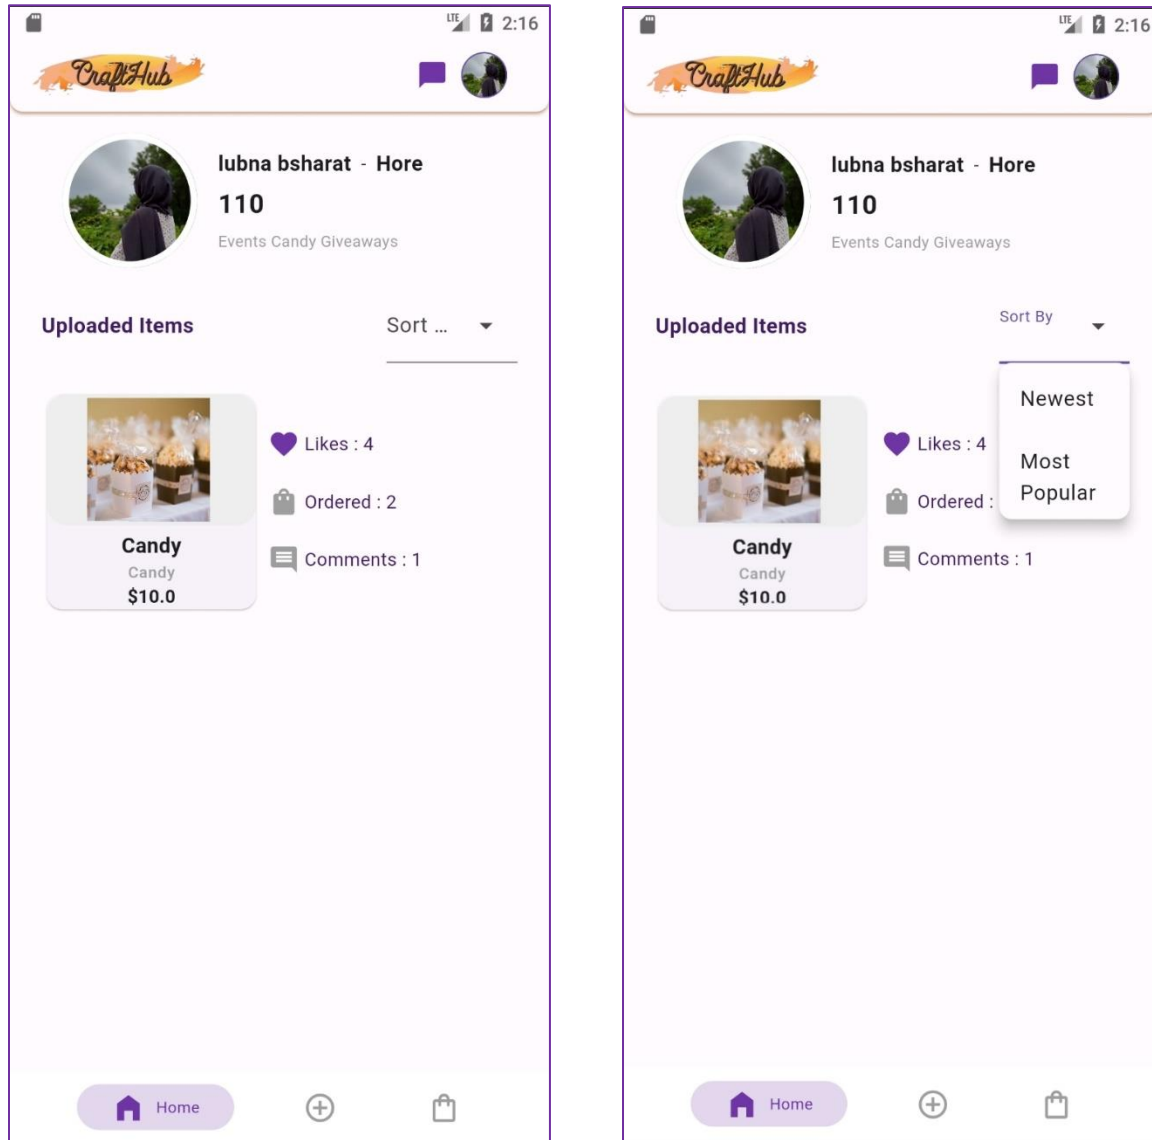 LTE 2:16
CraftHub
lubna bsharat - Hore
110
Events Candy Giveaways
Uploaded Items
Sort ...
Likes : 4
Ordered : 2
Comments : 1
Candy
Candy
$10.0
Home
LTE 2:16
CraftHub
lubna bsharat - Hore
110
Events Candy Giveaways
Uploaded Items
Sort By
Newest
Most
Popular
Likes : 4
Ordered :
Comments : 1
Candy
Candy
$10.0
Home